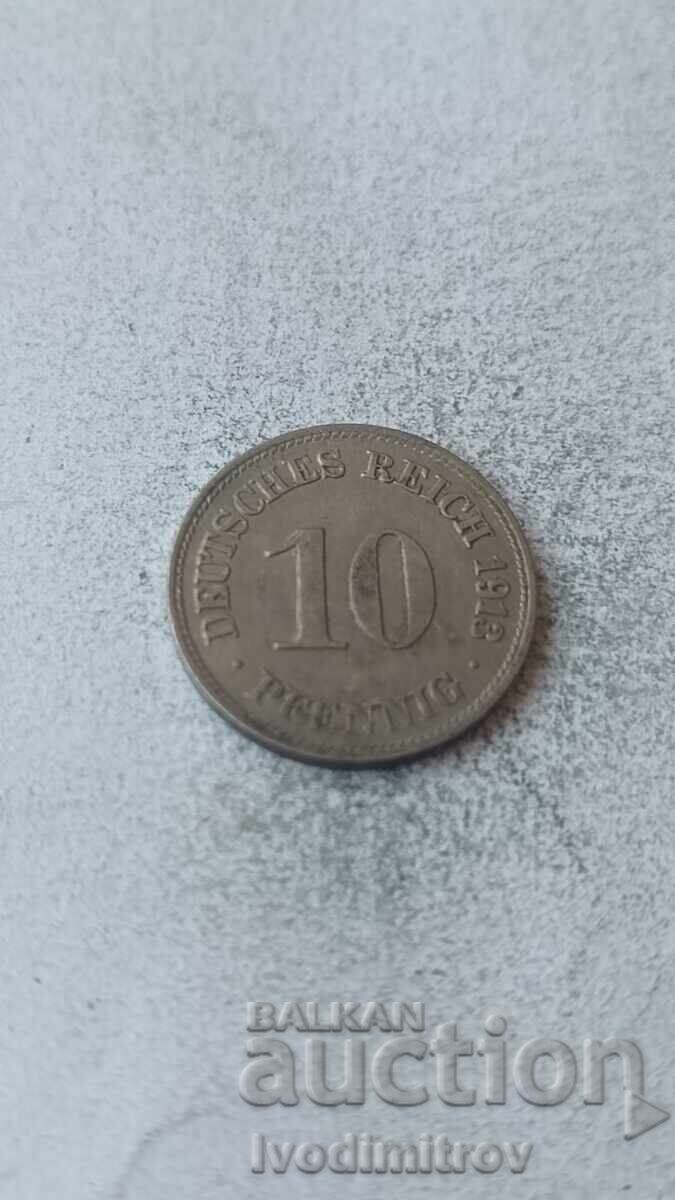 DEUTSCHES REICH 1913
10
· PFENNIG ·
BALKAN
auction
Ivodimitrov